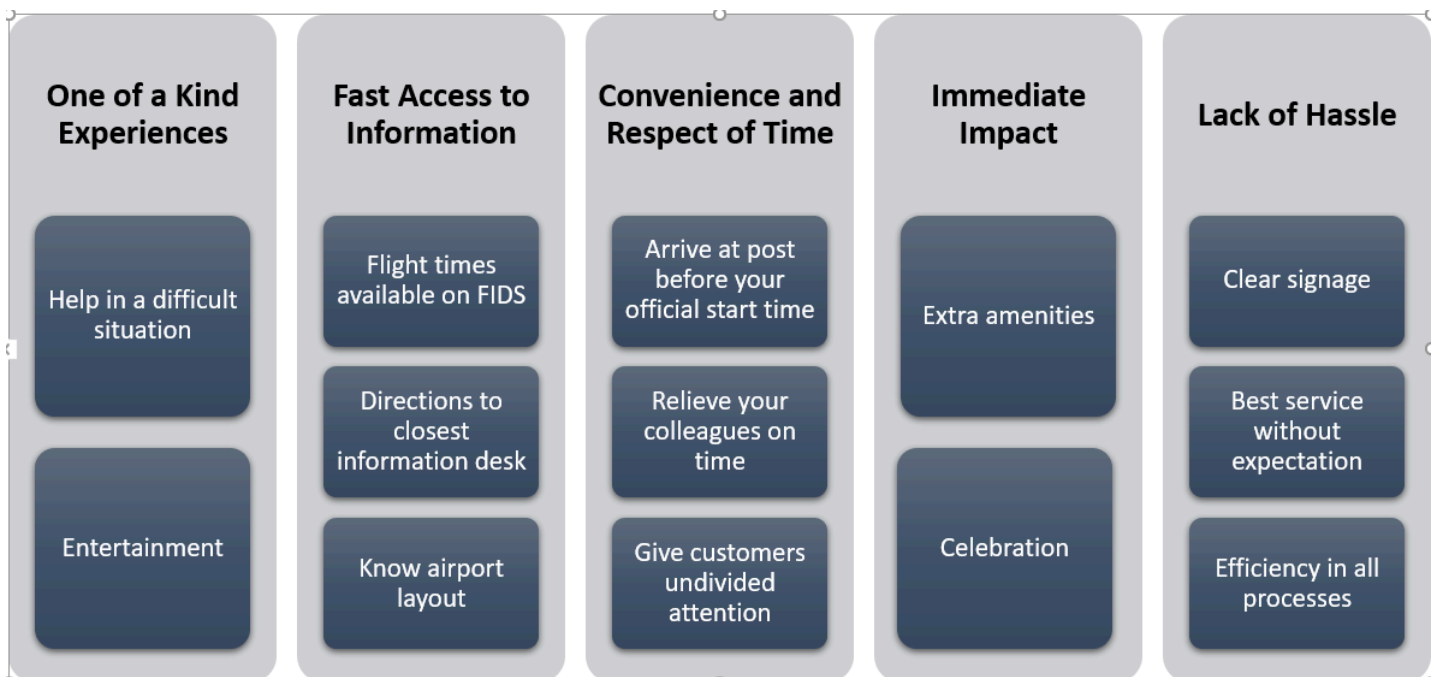 One of a Kind
Experiences
Help in a difficult
situation
Entertainment
Fast Access to
Information
Flight times
available on FIDS
Directions to
closest
information desk
Know airport
layout
Convenience and
Respect of Time
Arrive at post
before your
official start time
Relieve your
colleagues on
time
Give customers
undivided
attention
Immediate
Impact
Extra amenities
Celebration
Lack of Hassle
Clear signage
Best service
without
expectation
Efficiency in all
processes